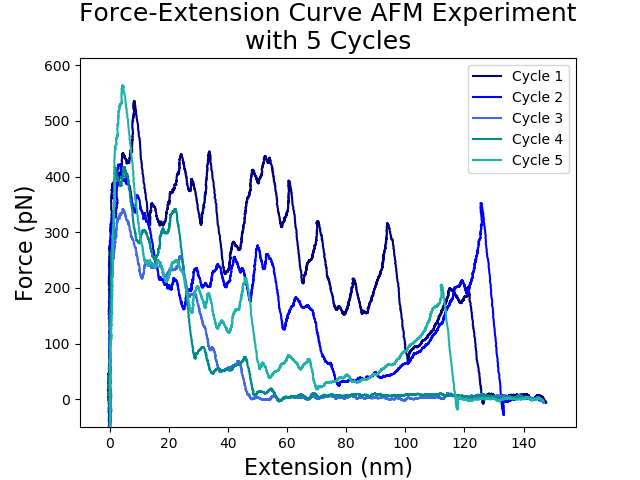 Force-Extension Curve AFM Experiment
with 5 Cycles
Cycle 1
Cycle 2
Cycle 3
Cycle 4
Cycle 5
Force (pN)
600
500
400
300
200
100
0
0 20 40 60 80 100 120 140
Extension (nm)